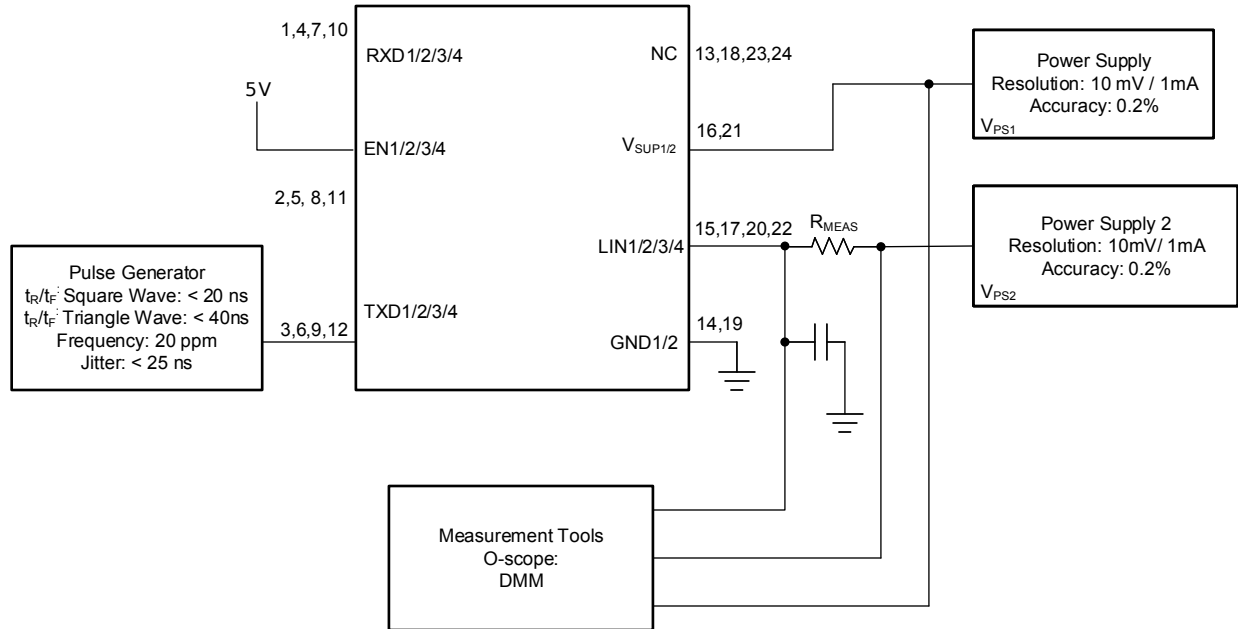 1,4,7,10
RXD1/2/3/4
NC
13,18,23,24
5V
EN1/2/3/4
16,21
VSUP1/2
2,5, 8,11
15,17,20,22
RMEAS
LIN1/2/3/4
TXD1/2/3/4
3,6,9,12
14,19
GND1/2
Power Supply
Resolution: 10 mV / 1mA
Accuracy: 0.2%
VPS1
Power Supply 2
Resolution: 10mV/ 1mA
Accuracy: 0.2%
VPS2
Pulse Generator
tR/tF: Square Wave: < 20 ns
tR/tF: Triangle Wave: < 40ns
Frequency: 20 ppm
Jitter: < 25 ns
Measurement Tools
O-scope:
DMM